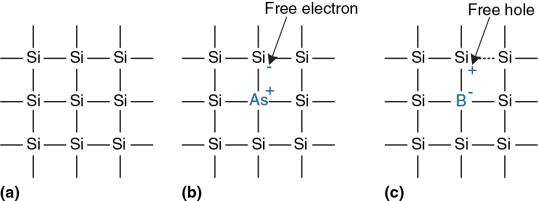 Free electron
Free hole
Si Si Si Si Si Si Si Si Si
- +
Si Si Si Si As+ Si Si B- Si
Si Si Si Si Si Si Si Si Si
(a) (b) (c)